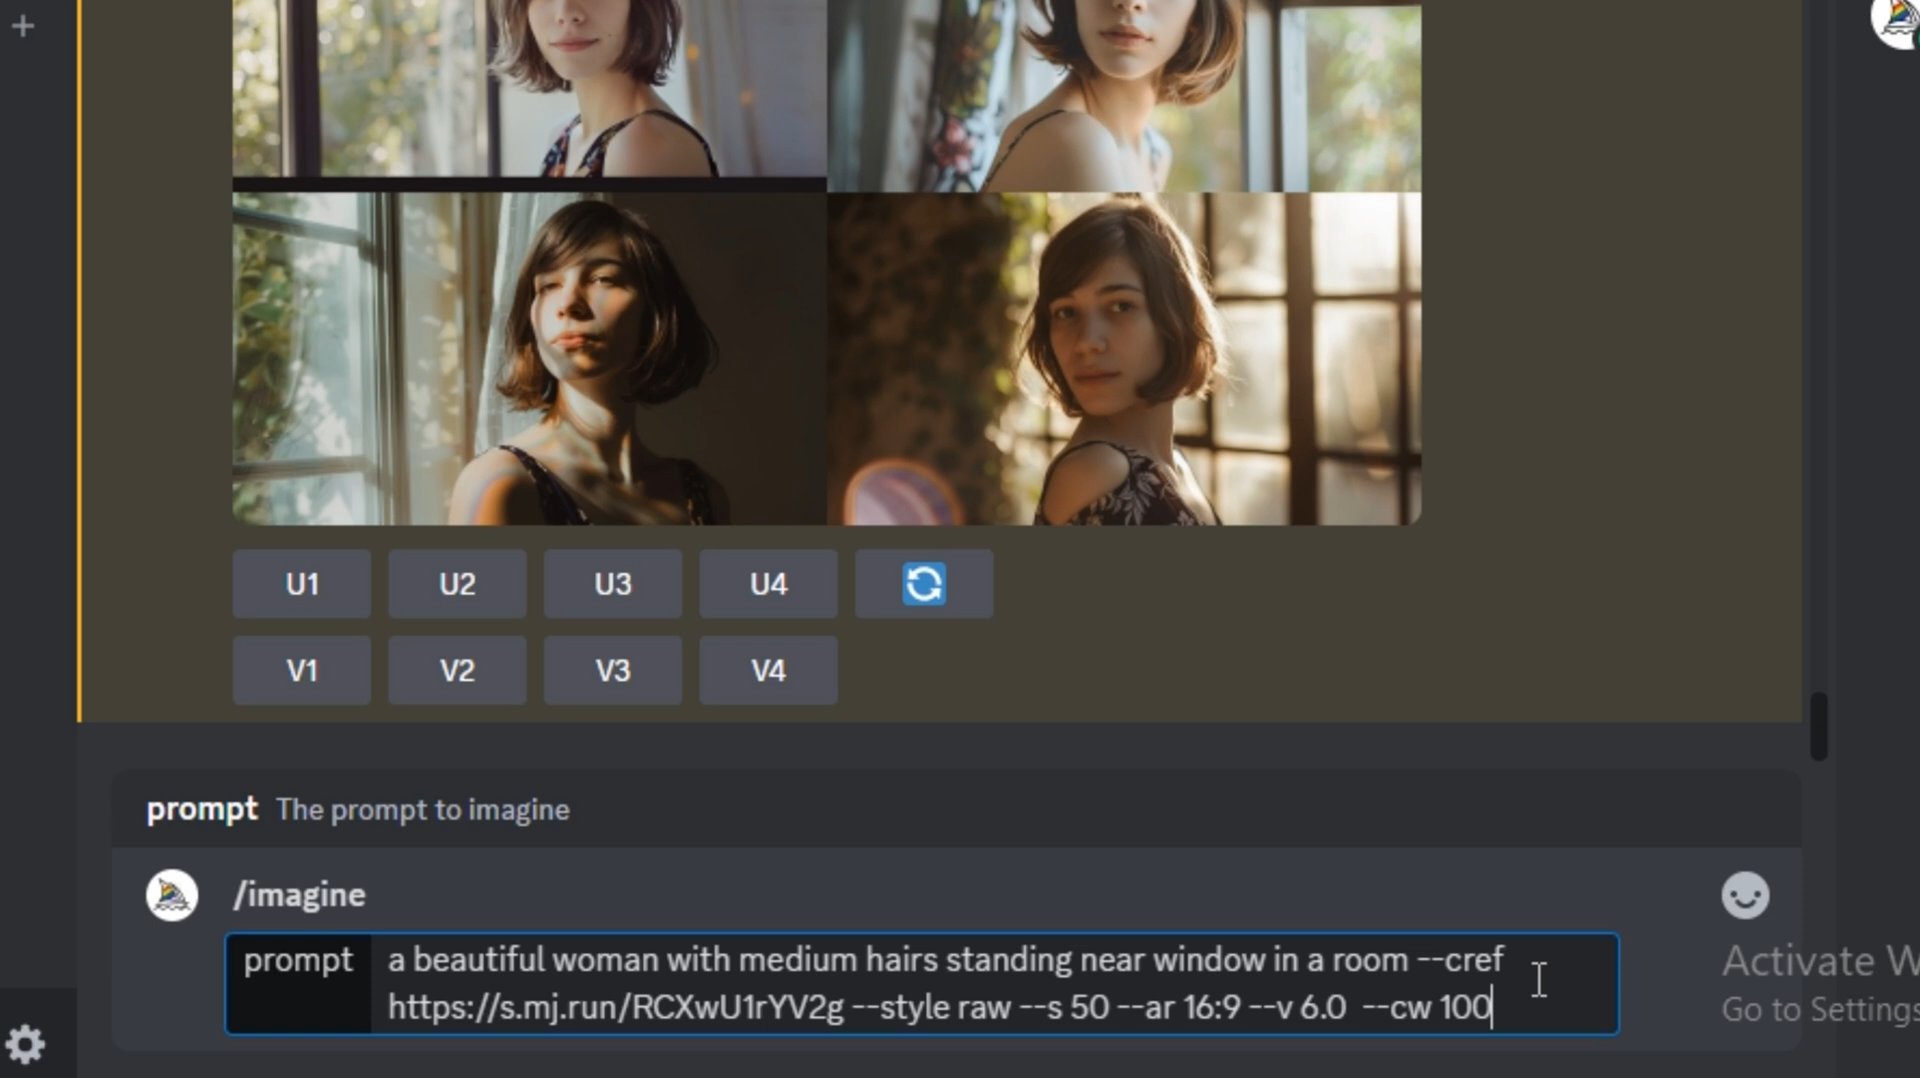 U1 U2 U3 U4
V1 V2 V3 V4
prompt The prompt to imagine
/imagine
prompt a beautiful woman with medium hairs standing near window in a room --cref
https://s.mj.run/RCXwU1rYV2g --style raw --s 50 --ar 16:9 --v 6.0 --cw 100
Activate W
Go to Settings